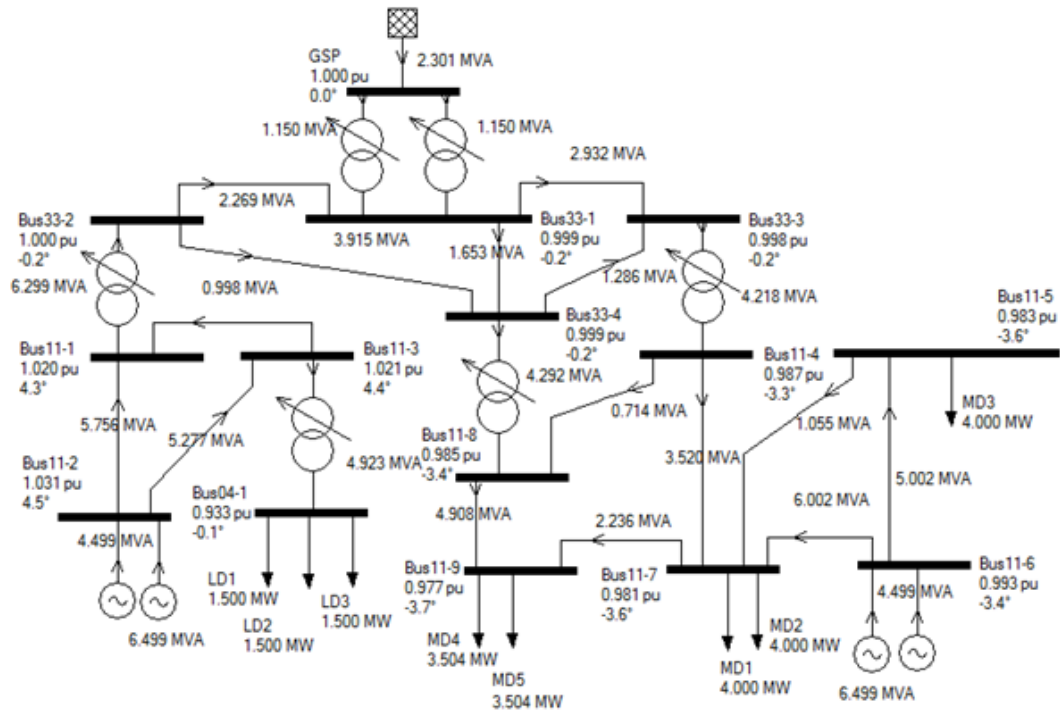 GSP
1.000 pu
0.0°
2.301 MVA
1.150 MVA
1.150 MVA
2.932 MVA
2.269 MVA
Bus33-2
1.000 pu
-0.2°
3.915 MVA
1.653 MVA
Bus33-1
0.999 pu
-0.2°
Bus33-3
0.998 pu
-0.2°
6.299 MVA
0.998 MVA
1.286 MVA
4.218 MVA
Bus33-4
0.999 pu
-0.2°
Bus11-5
0.983 pu
-3.6°
Bus11-1
1.020 pu
4.3°
Bus11-3
1.021 pu
4.4°
4.292 MVA
Bus11-4
0.987 pu
-3.3°
0.714 MVA
MD3
4.000 MW
1.055 MVA
5.756 MVA
5.277 MVA
4.923 MVA
Bus11-8
0.985 pu
-3.4°
3.520 MVA
5.002 MVA
Bus11-2
1.031 pu
4.5°
Bus04-1
0.933 pu
-0.1°
4.908 MVA
6.002 MVA
4.499 MVA
2.236 MVA
LD1
1.500 MW
LD3
1.500 MW
LD2
1.500 MW
Bus11-9
0.977 pu
-3.7°
Bus11-7
0.981 pu
-3.6°
Bus11-6
0.993 pu
-3.4°
4.499 MVA
6.499 MVA
MD4
3.504 MW
MD5
3.504 MW
MD2
4.000 MW
MD1
4.000 MW
6.499 MVA